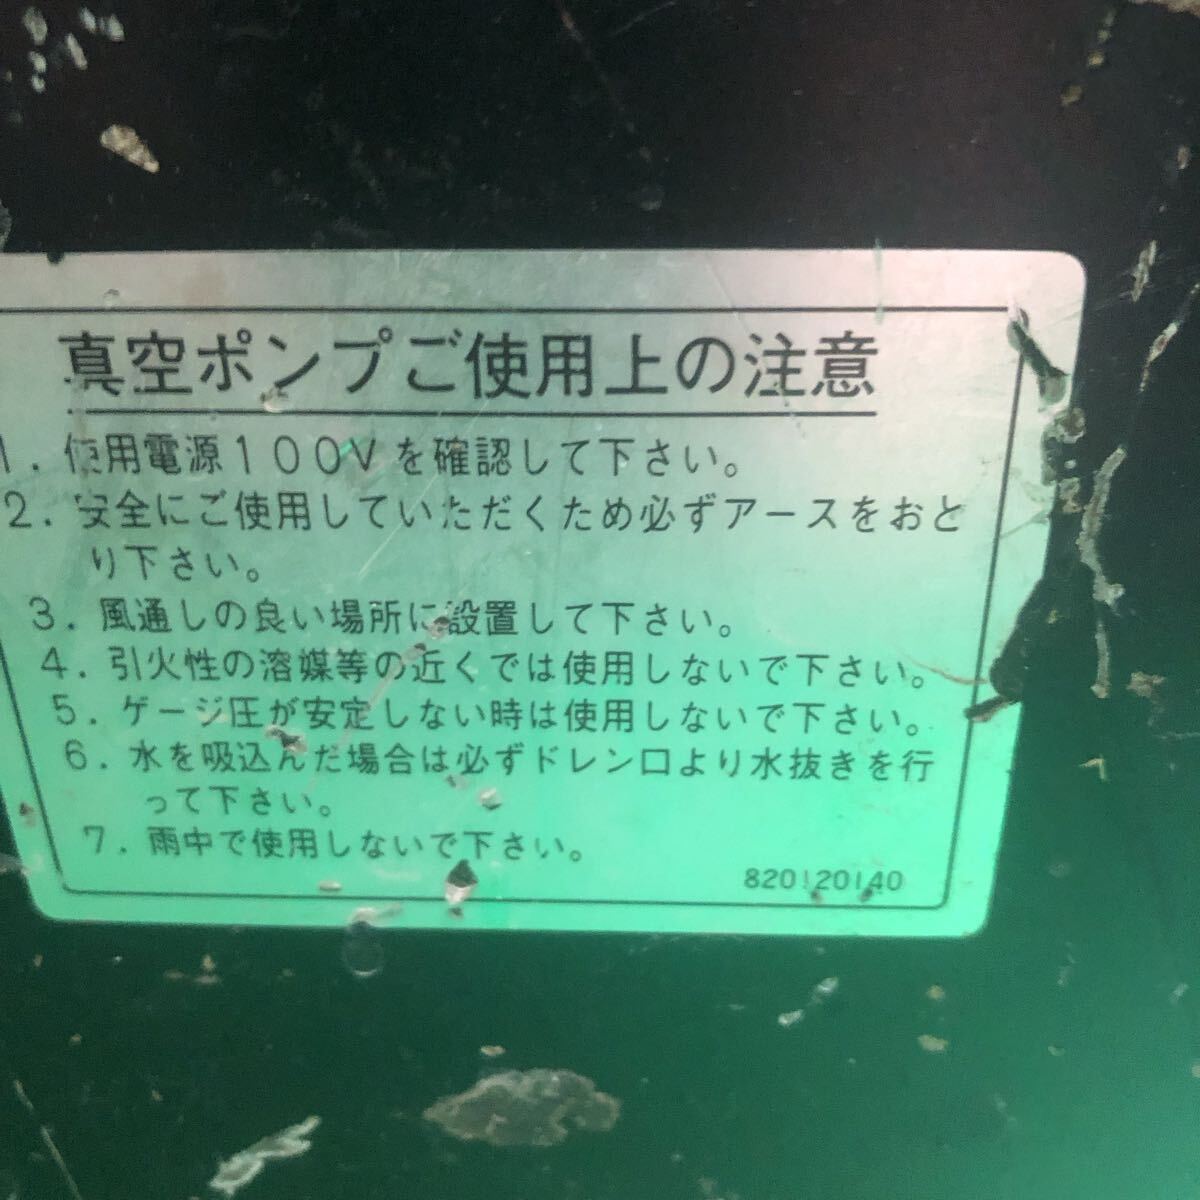 真空ポンプご使用上の注意
1．使用電源100Vを確認して下さい。
2．安全にご使用していただくため必ずアースをおと
り下さい。
3．風通しの良い場所に設置して下さい。
4．引火性の溶媒等の近くでは使用しないで下さい。
5．ゲージ圧が安定しない時は使用しないで下さい。
6．水を吸込んだ場合は必ずドレン口より水抜きを行
って下さい。
7．雨中で使用しないで下さい。
820120140